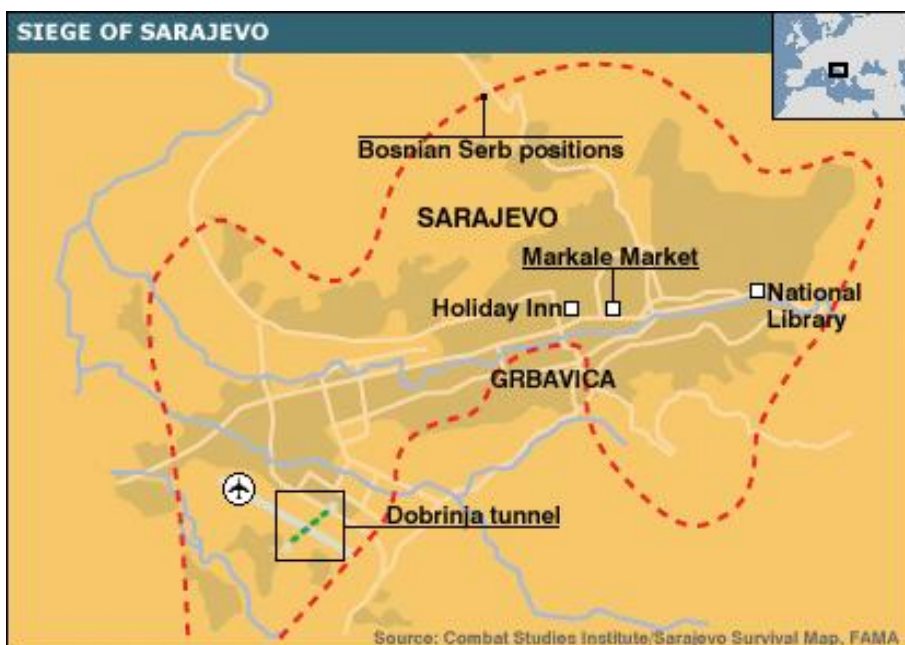 SIEGE OF SARAJEVO
Bosnian Serb positions
SARAJEVO
Markale Market
Holiday Inn
National
Library
GRBAVICA
Dobrinja tunnel
Source: Combat Studies Institute/Sarajevo Survival Map, FAMA